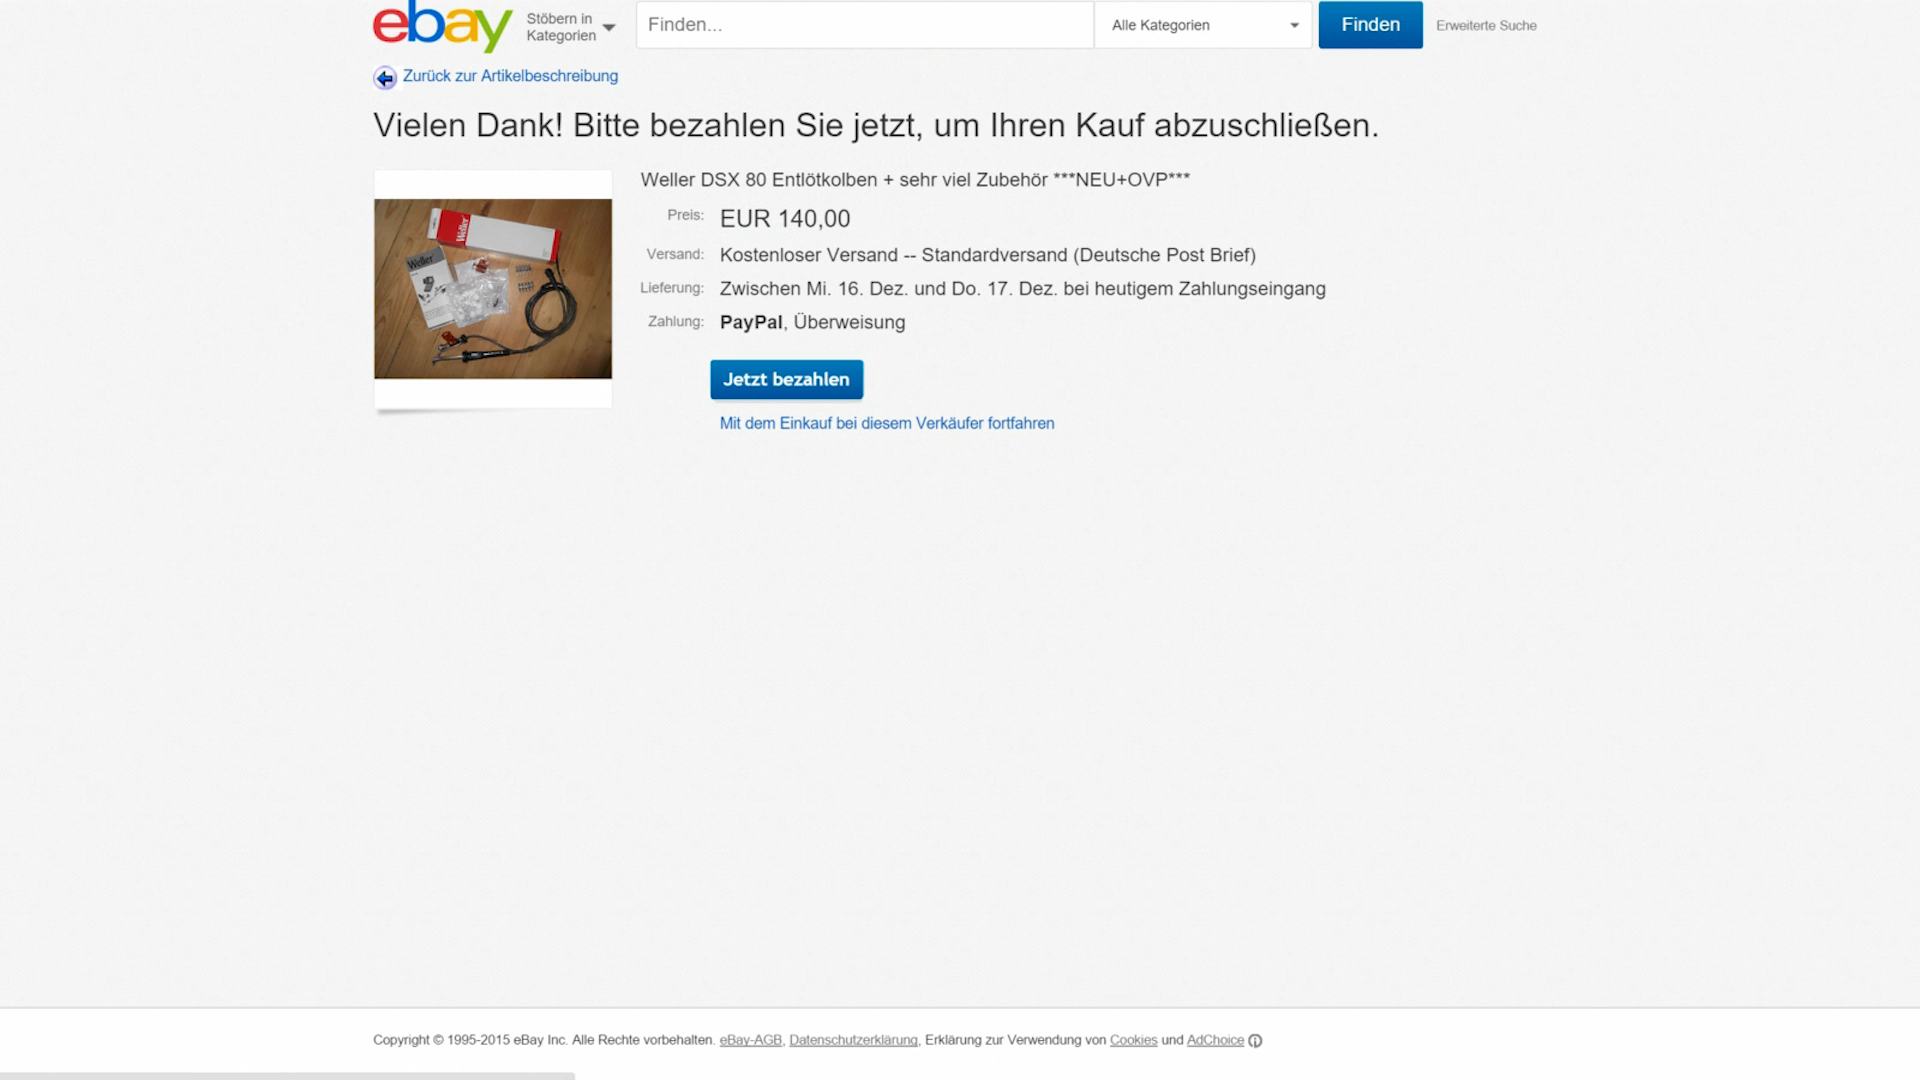 ebay
Stöbern in
Kategorien
Finden...
Alle Kategorien
Finden
Erweiterte Suche
Zurück zur Artikelbeschreibung
Vielen Dank! Bitte bezahlen Sie jetzt, um Ihren Kauf abzuschließen.
Weller DSX 80 Entlötkolben + sehr viel Zubehör ***NEU+OVP***
Preis: EUR 140,00
Versand: Kostenloser Versand -- Standardversand (Deutsche Post Brief)
Lieferung: Zwischen Mi. 16. Dez. und Do. 17. Dez. bei heutigem Zahlungseingang
Zahlung: PayPal, Überweisung
Weller
Weller
Jetzt bezahlen
Mit dem Einkauf bei diesem Verkäufer fortfahren
Copyright © 1995-2015 eBay Inc. Alle Rechte vorbehalten. eBay-AGB, Datenschutzerklärung, Erklärung zur Verwendung von Cookies und AdChoice